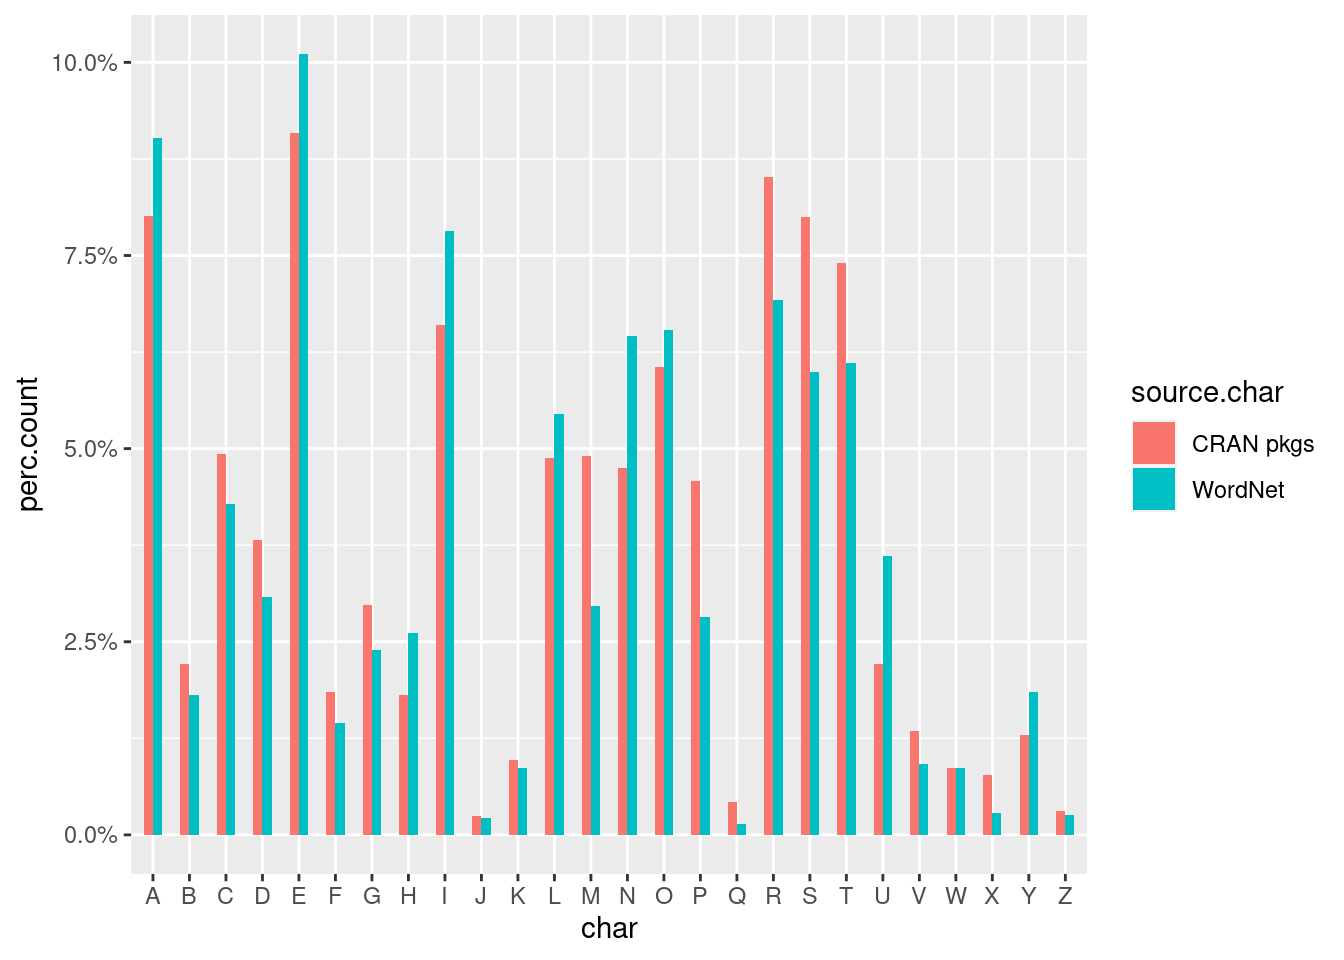 10.0%
7.5%
5.0%
2.5%
0.0%
perc.count
A B C D E F G H I J K L M N O P Q R S T U V W X Y Z
char
source.char
CRAN pkgs
WordNet